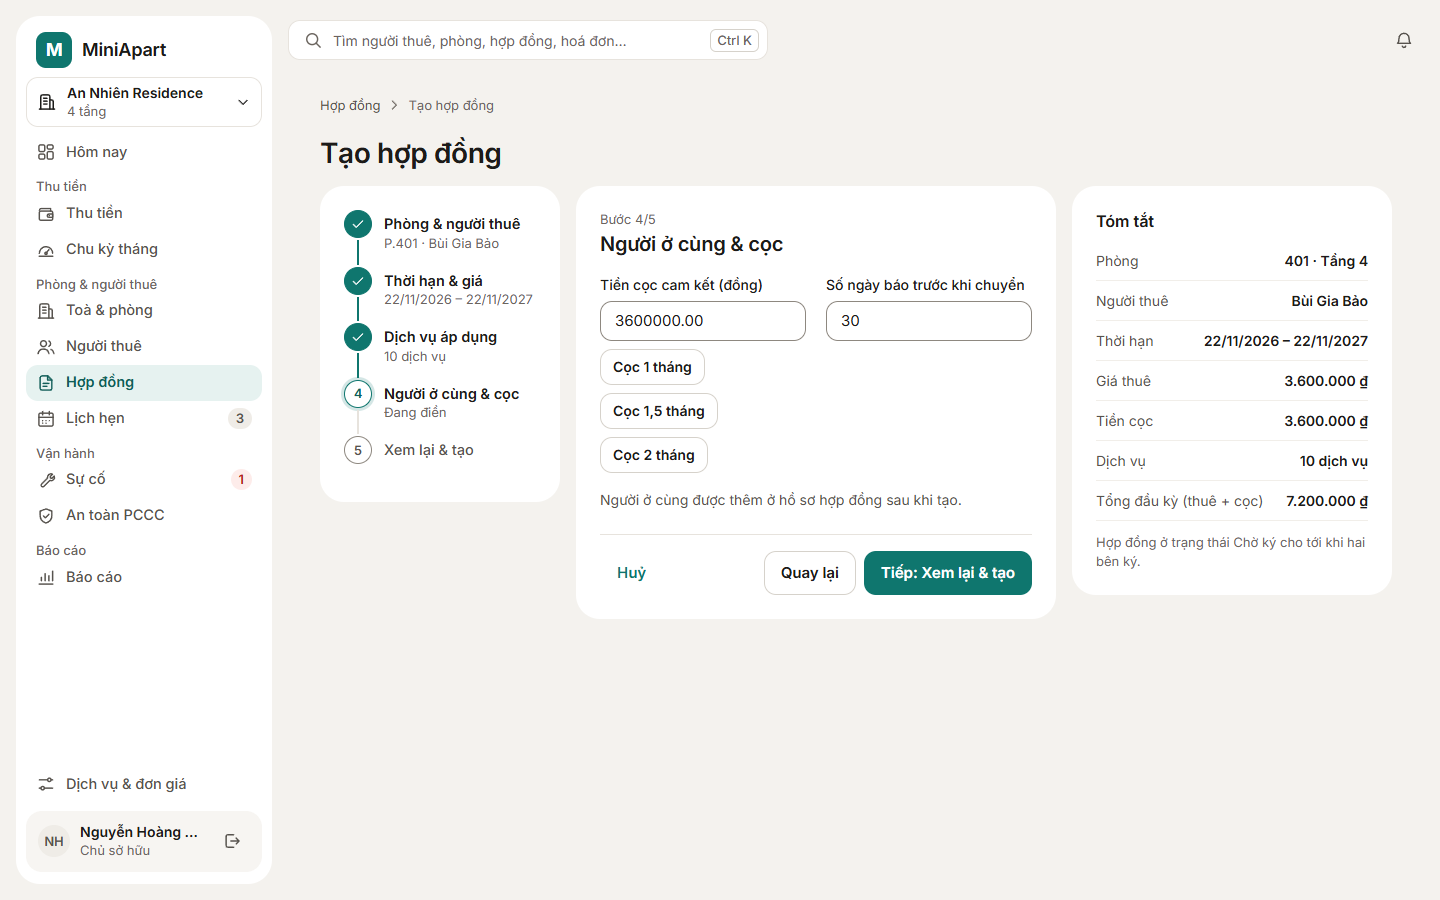 M MiniApart
An Nhiên Residence
4 tầng
Hôm nay
Thu tiền
Thu tiền
Chu kỳ tháng
Phòng & người thuê
Toà & phòng
Người thuê
Hợp đồng
Lịch hẹn 3
Vận hành
Sự cố 1
An toàn PCCC
Báo cáo
Báo cáo
Dịch vụ & đơn giá
NH
Nguyễn Hoàng ...
Chủ sở hữu
Tìm người thuê, phòng, hợp đồng, hoá đơn... Ctrl K
Hợp đồng > Tạo hợp đồng
Tạo hợp đồng
Phòng & người thuê
P.401 · Bùi Gia Bảo
Thời hạn & giá
22/11/2026 – 22/11/2027
Dịch vụ áp dụng
10 dịch vụ
4 Người ở cùng & cọc
Đang điền
5 Xem lại & tạo
Bước 4/5
Người ở cùng & cọc
Tiền cọc cam kết (đồng) Số ngày báo trước khi chuyển
3600000.00 30
Cọc 1 tháng
Cọc 1,5 tháng
Cọc 2 tháng
Người ở cùng được thêm ở hồ sơ hợp đồng sau khi tạo.
Huỷ Quay lại Tiếp: Xem lại & tạo
Tóm tắt
Phòng 401 · Tầng 4
Người thuê Bùi Gia Bảo
Thời hạn 22/11/2026 – 22/11/2027
Giá thuê 3.600.000 ₫
Tiền cọc 3.600.000 ₫
Dịch vụ 10 dịch vụ
Tổng đầu kỳ (thuê + cọc) 7.200.000 ₫
Hợp đồng ở trạng thái Chờ ký cho tới khi hai
bên ký.